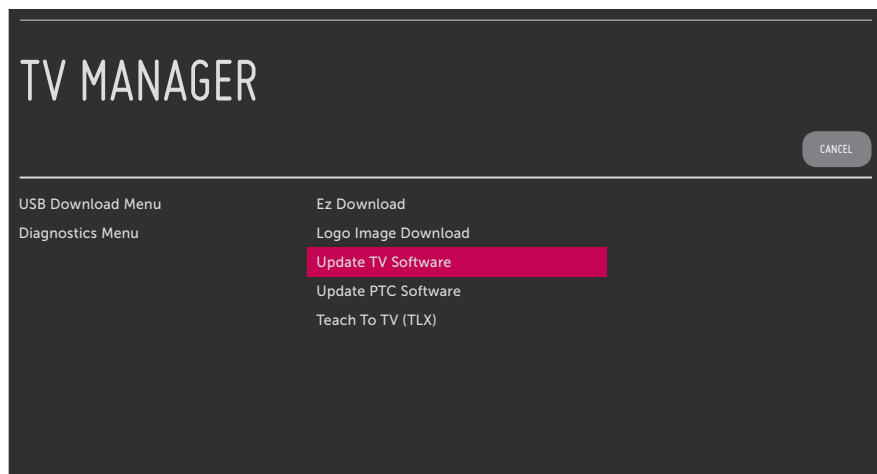 TV MANAGER
CANCEL
USB Download Menu
Diagnostics Menu
Ez Download
Logo Image Download
Update TV Software
Update PTC Software
Teach To TV (TLX)